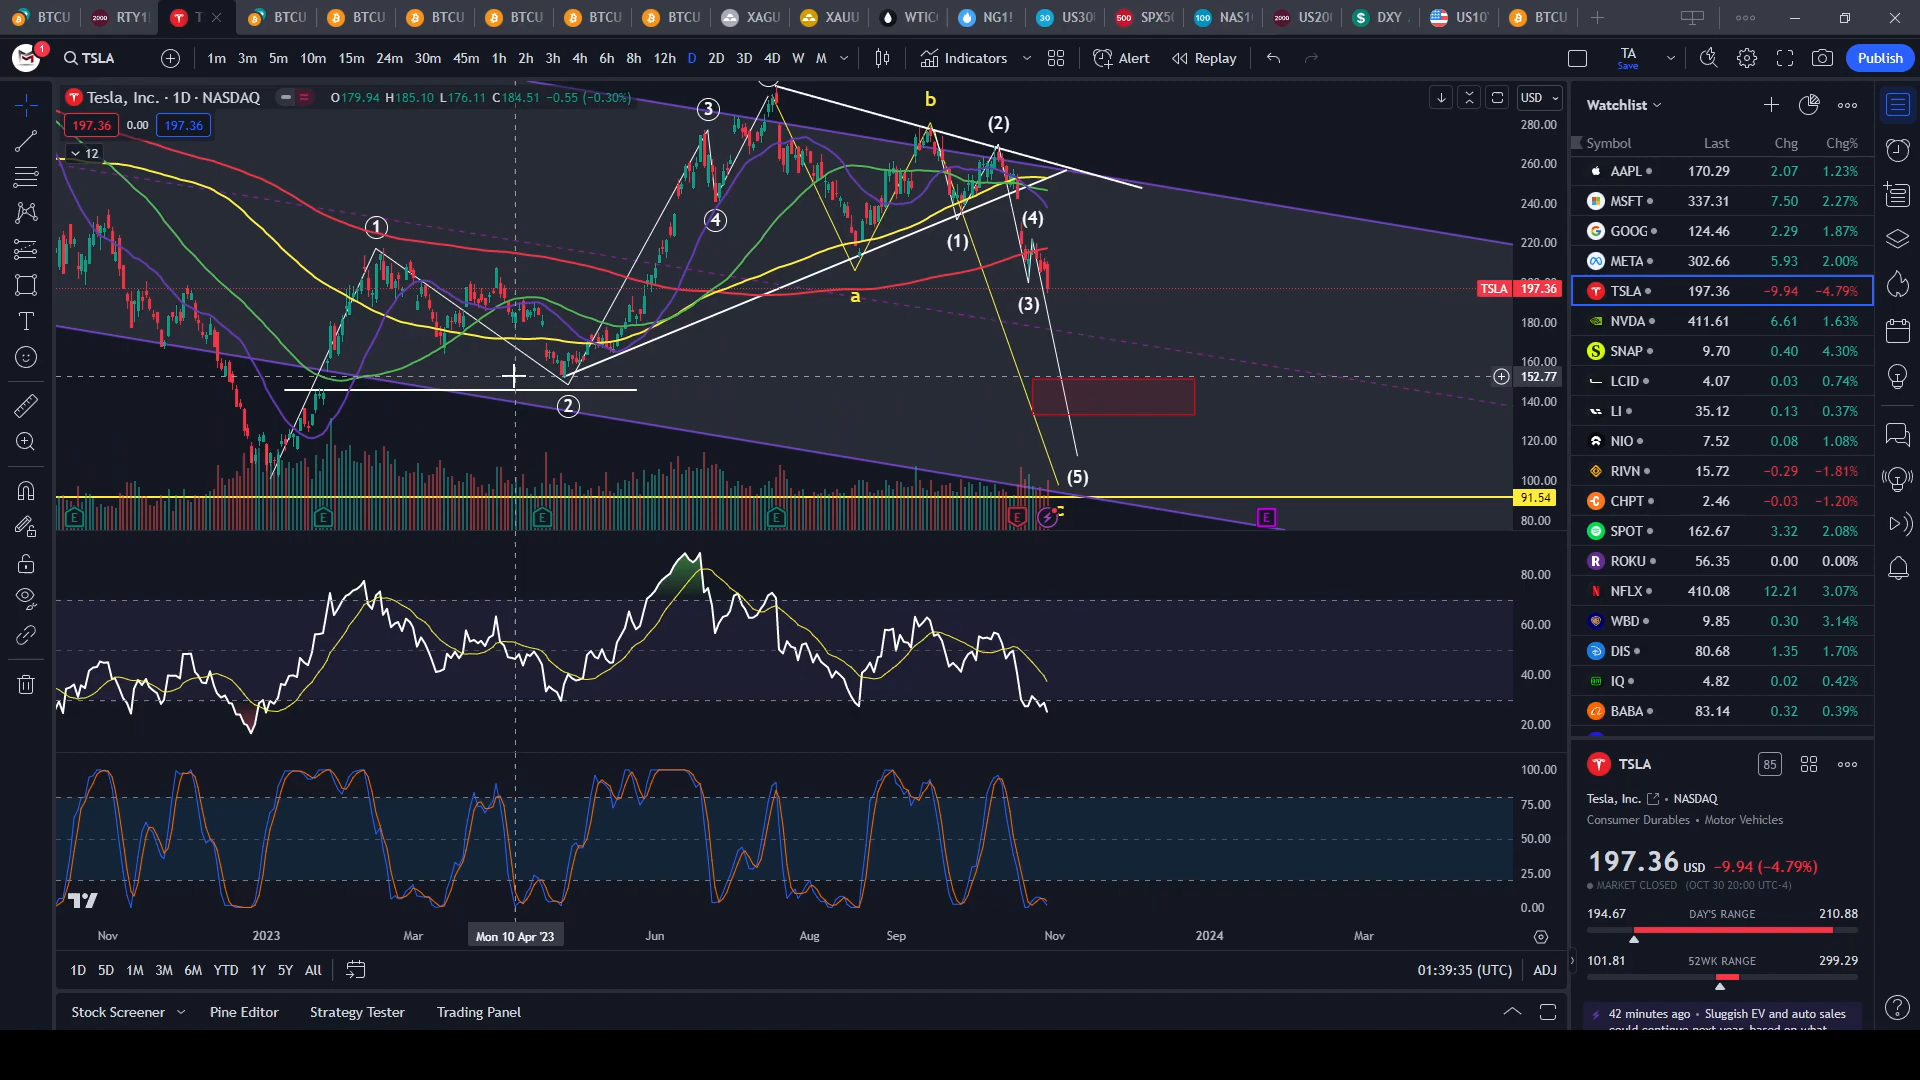 BTCU RTY1! T BTCU BTCU BTCU BTCU BTCU BTCU XAGU XAUU WTIC NG1! US30 SPX5 NAS1 US20 DXY US10 BTCU
1 TSLA 1m 3m 5m 10m 15m 24m 30m 45m 1h 2h 3h 4h 6h 8h 12h D 2D 3D 4D W M Indicators Alert Replay TA Save Publish
Tesla, Inc. · 1D · NASDAQ O179.94 H185.10 L176.11 C184.51 -0.55 (-0.30%) USD
197.36 0.00 197.36
12
280.00
260.00
240.00
220.00
TSLA 197.36
180.00
160.00
152.77
140.00
120.00
100.00
91.54
80.00
1
2
3
4
a
b
(1)
(2)
(3)
(4)
(5)
E E E E E E
80.00
60.00
40.00
20.00
100.00
75.00
50.00
25.00
0.00
Nov 2023 Mar Mon 10 Apr '23 Jun Aug Sep Nov 2024 Mar
1D 5D 1M 3M 6M YTD 1Y 5Y All 01:39:35 (UTC) ADJ
Stock Screener Pine Editor Strategy Tester Trading Panel
Watchlist
Symbol Last Chg Chg%
AAPL 170.29 2.07 1.23%
MSFT 337.31 7.50 2.27%
GOOG 124.46 2.29 1.87%
META 302.66 5.93 2.00%
TSLA 197.36 -9.94 -4.79%
NVDA 411.61 6.61 1.63%
SNAP 9.70 0.40 4.30%
LCID 4.07 0.03 0.74%
LI 35.12 0.13 0.37%
NIO 7.52 0.08 1.08%
RIVN 15.72 -0.29 -1.81%
CHPT 2.46 -0.03 -1.20%
SPOT 162.67 3.32 2.08%
ROKU 56.35 0.00 0.00%
NFLX 410.08 12.21 3.07%
WBD 9.85 0.30 3.14%
DIS 80.68 1.35 1.70%
IQ 4.82 0.02 0.42%
BABA 83.14 0.32 0.39%
TSLA 85
Tesla, Inc. • NASDAQ
Consumer Durables • Motor Vehicles
197.36 USD -9.94 (-4.79%)
MARKET CLOSED (OCT 30 20:00 UTC-4)
194.67 DAY'S RANGE 210.88
101.81 52WK RANGE 299.29
42 minutes ago • Sluggish EV and auto sales
could continue next year, based on what